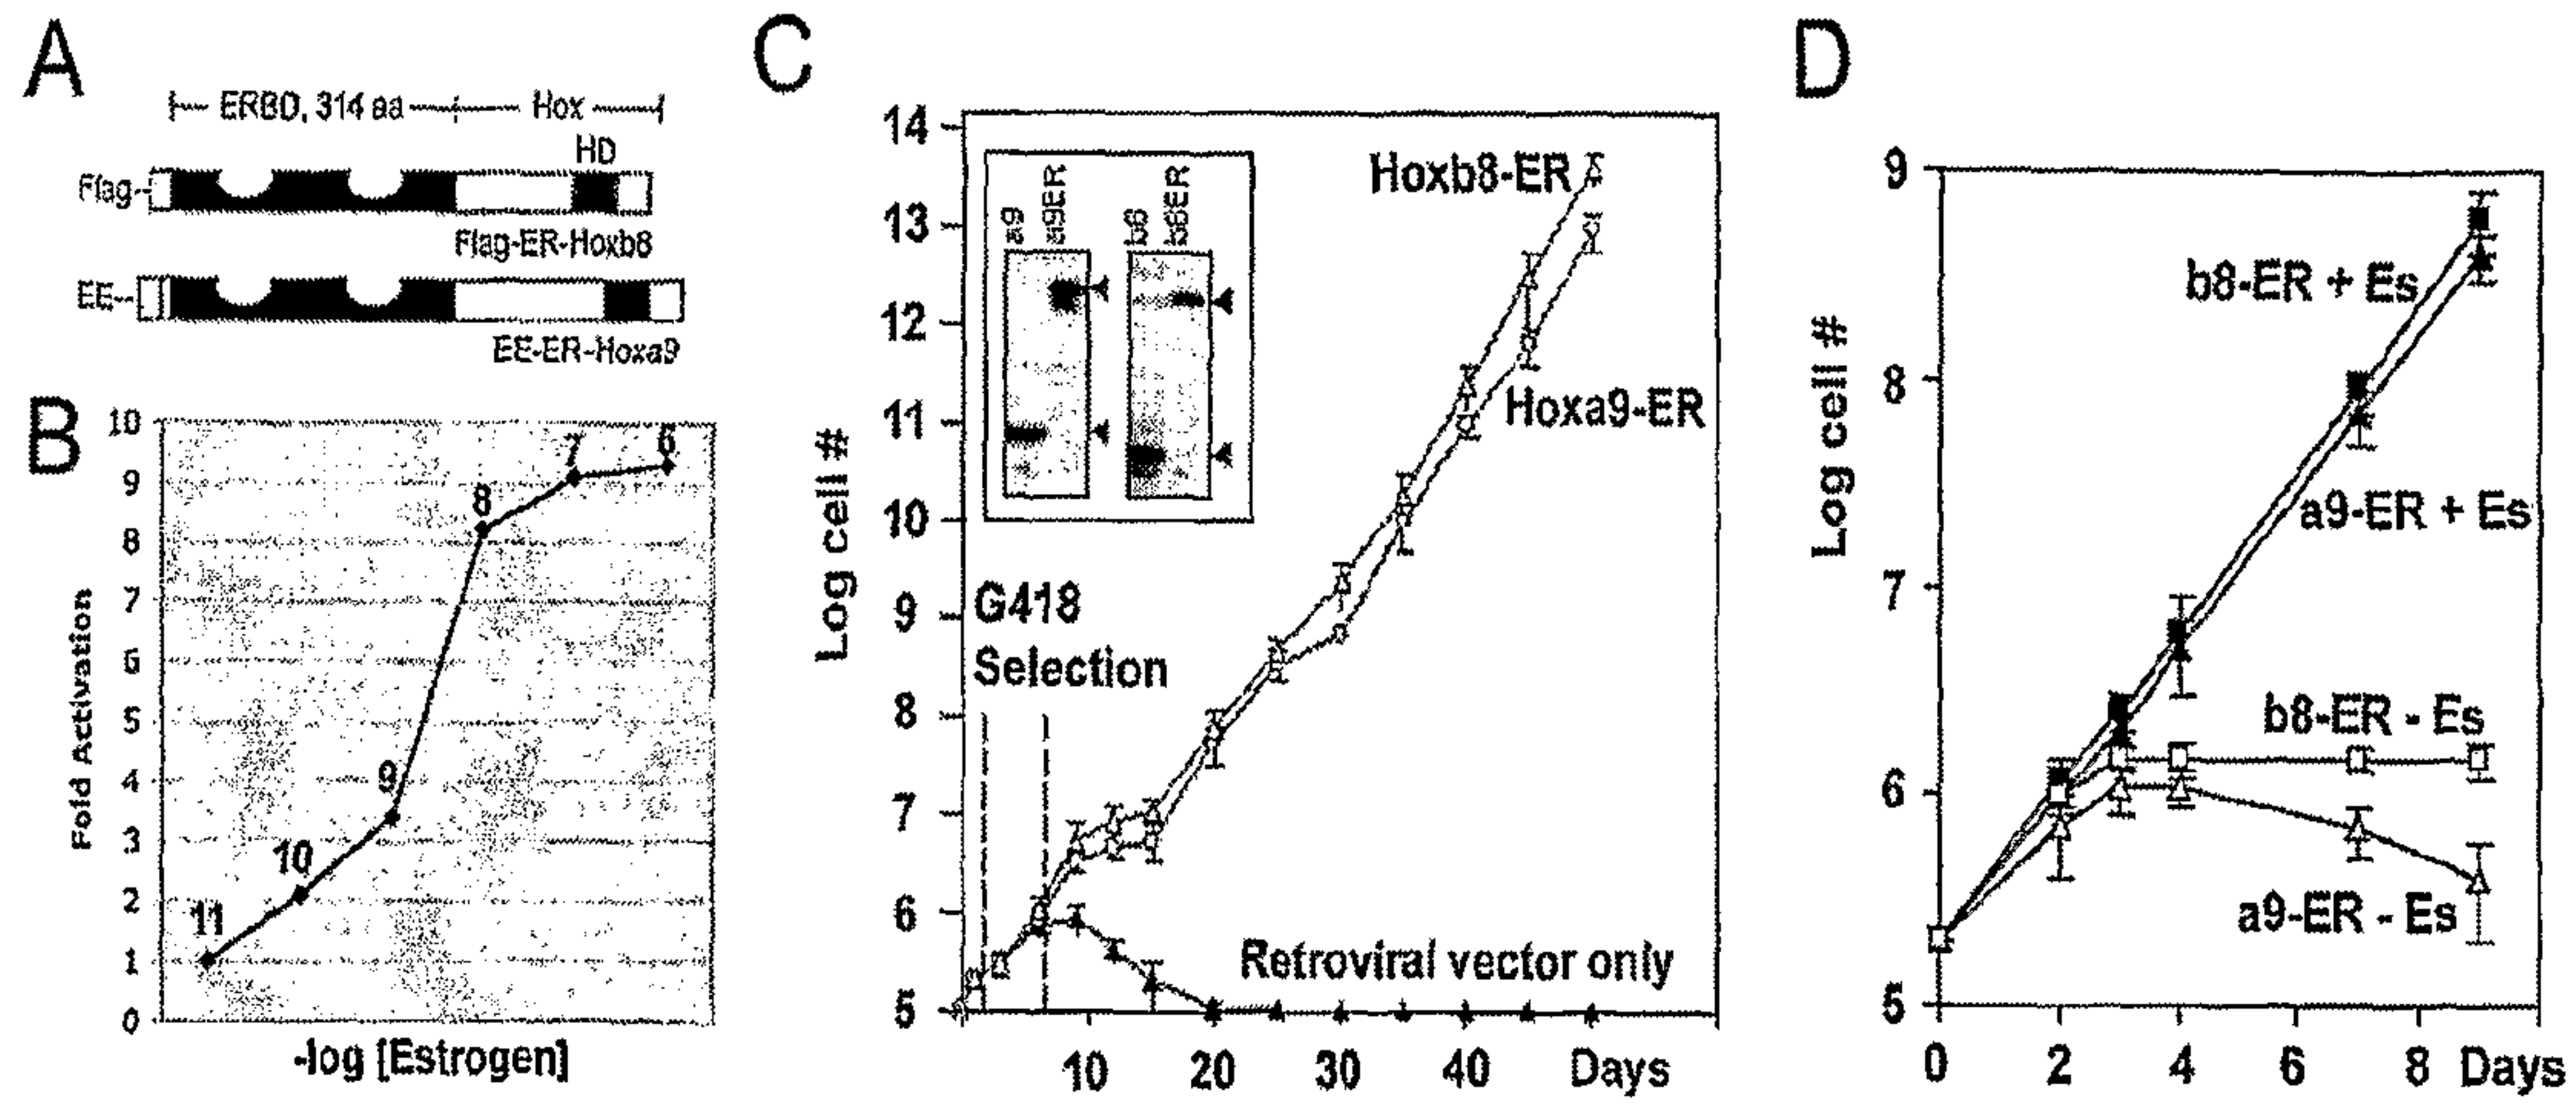 A
ERBD, 314 aa
Hox
HD
Flag
Flag-ER-Hoxb8
EE
EE-ER-Hoxa9
B
10
9
8
7
6
5
4
3
2
1
0
Fold Activation
11
10
9
8
7
6
-log [Estrogen]
C
14
13
12
11
10
9
8
7
6
5
Log cell #
a9
a9ER
b8
b8ER
Hoxb8-ER
Hoxa9-ER
G418
Selection
Retroviral vector only
10 20 30 40 Days
D
9
8
7
6
5
Log cell #
b8-ER + Es
a9-ER + Es
b8-ER - Es
a9-ER - Es
0 2 4 6 8 Days